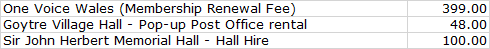 One Voice Wales (Membership Renewal Fee) 399.00
Goytre Village Hall - Pop-up Post Office rental 48.00
Sir John Herbert Memorial Hall - Hall Hire 100.00